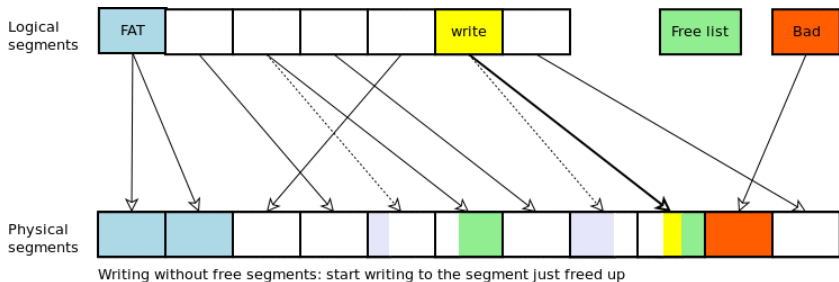 Logical
segments
FAT
write
Free list
Bad
Physical
segments
Writing without free segments: start writing to the segment just freed up